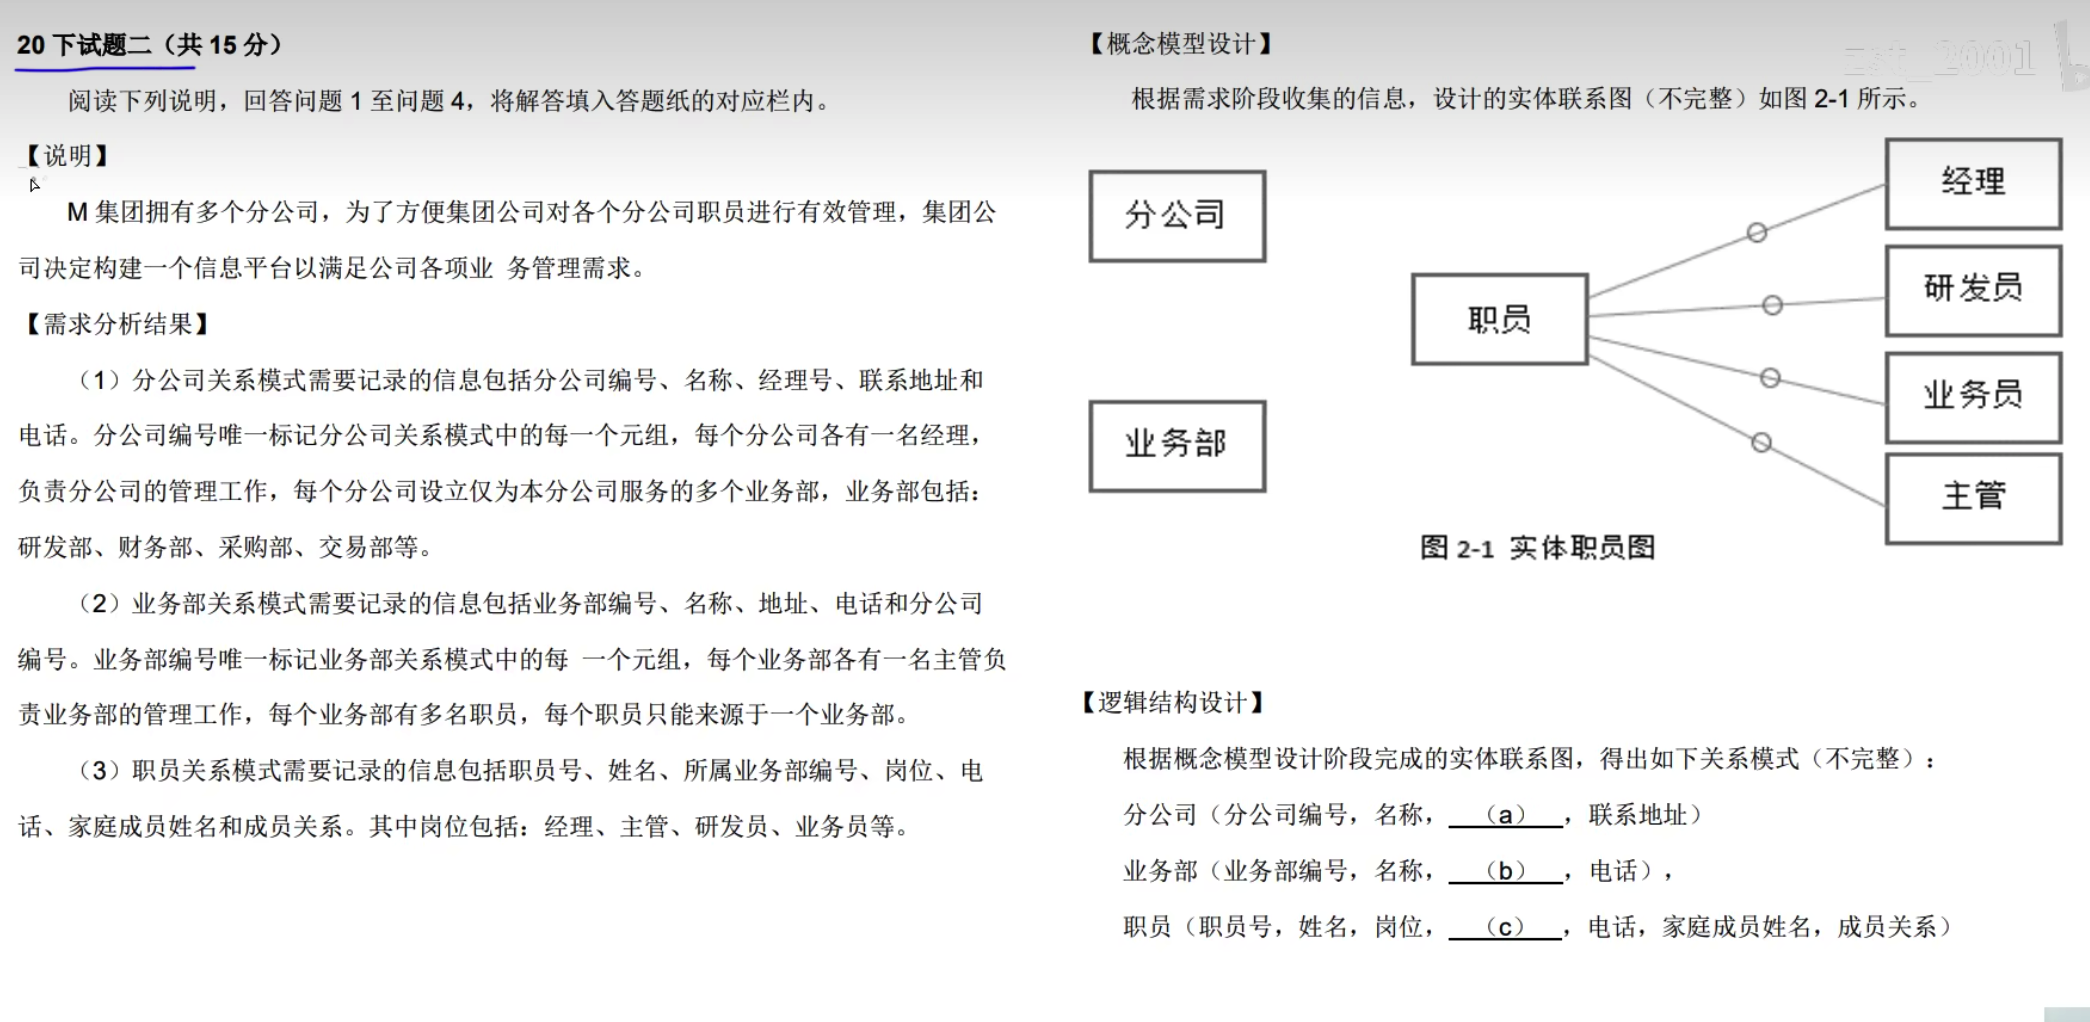 20 下试题二（共 15 分）
阅读下列说明，回答问题 1 至问题 4，将解答填入答题纸的对应栏内。
【说明】
M 集团拥有多个分公司，为了方便集团公司对各个分公司职员进行有效管理，集团公
司决定构建一个信息平台以满足公司各项业 务管理需求。
【需求分析结果】
（1）分公司关系模式需要记录的信息包括分公司编号、名称、经理号、联系地址和
电话。分公司编号唯一标记分公司关系模式中的每一个元组，每个分公司各有一名经理，
负责分公司的管理工作，每个分公司设立仅为本分公司服务的多个业务部，业务部包括：
研发部、财务部、采购部、交易部等。
（2）业务部关系模式需要记录的信息包括业务部编号、名称、地址、电话和分公司
编号。业务部编号唯一标记业务部关系模式中的每 一个元组，每个业务部各有一名主管负
责业务部的管理工作，每个业务部有多名职员，每个职员只能来源于一个业务部。
（3）职员关系模式需要记录的信息包括职员号、姓名、所属业务部编号、岗位、电
话、家庭成员姓名和成员关系。其中岗位包括：经理、主管、研发员、业务员等。
【概念模型设计】
zst_2001
根据需求阶段收集的信息，设计的实体联系图（不完整）如图 2-1 所示。
分公司
业务部
职员
经理
研发员
业务员
主管
图 2-1 实体职员图
【逻辑结构设计】
根据概念模型设计阶段完成的实体联系图，得出如下关系模式（不完整）：
分公司（分公司编号，名称，（a），联系地址）
业务部（业务部编号，名称，（b），电话），
职员（职员号，姓名，岗位，（c），电话，家庭成员姓名，成员关系）